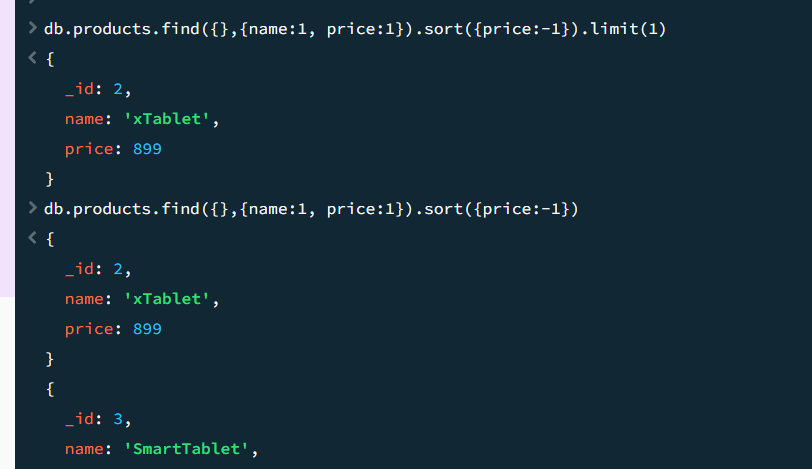 > db.products.find({},{name:1, price:1}).sort({price:-1}).limit(1)
< {
_id: 2,
name: 'xTablet',
price: 899
}
> db.products.find({},{name:1, price:1}).sort({price:-1})
< {
_id: 2,
name: 'xTablet',
price: 899
}
{
_id: 3,
name: 'SmartTablet',